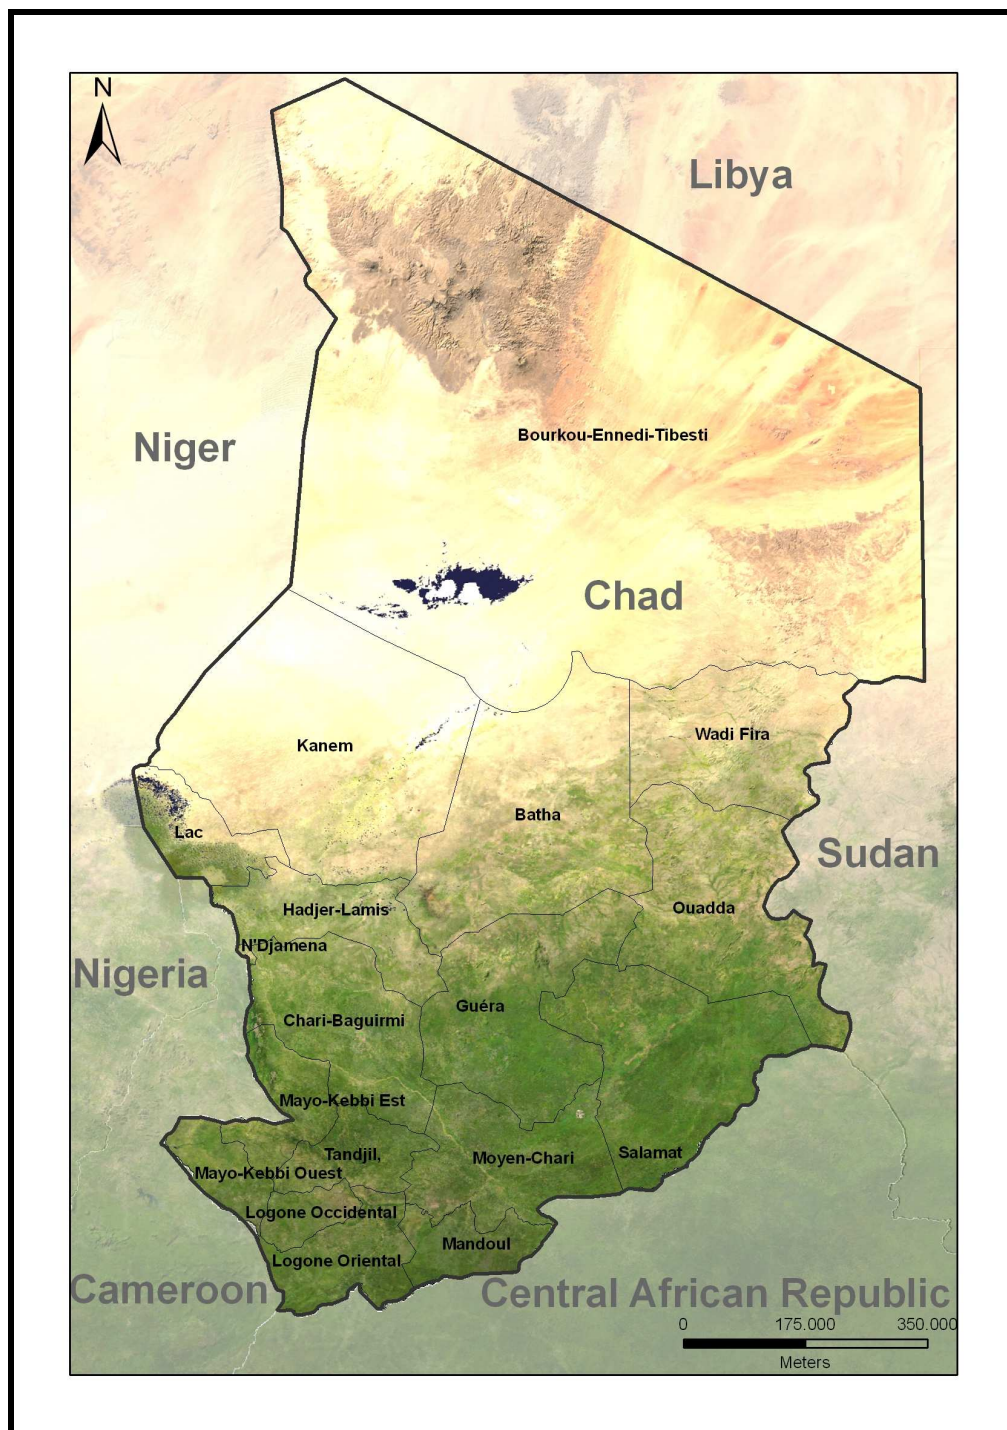 N
Libya
Niger
Bourkou-Ennedi-Tibesti
Chad
Wadi Fira
Kanem
Batha
Lac
Sudan
Ouadda
Hadjer-Lamis
N'Djamena
Nigeria
Guéra
Chari-Baguirmi
Mayo-Kebbi Est
Tandjil,
Salamat
Moyen-Chari
Mayo-Kebbi Ouest
Logone Occidental
Mandoul
Logone Oriental
Cameroon
Central African Republic
0 175.000 350.000
Meters